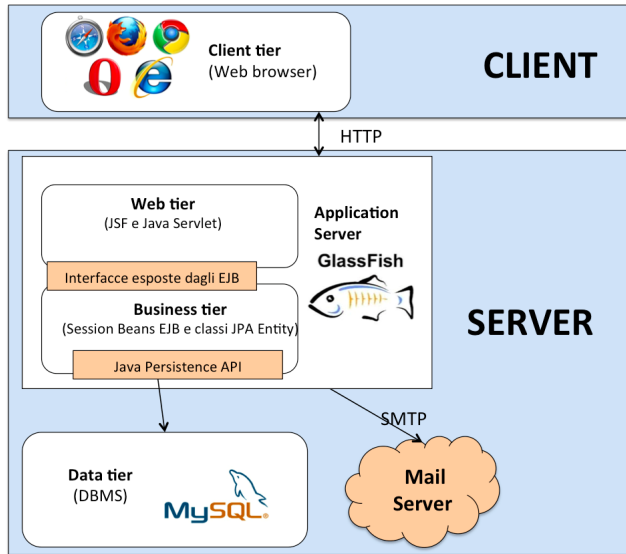 Client tier
(Web browser)
CLIENT
HTTP
Web tier
(JSF e Java Servlet)
Application
Server
GlassFish
Interfacce esposte dagli EJB
Business tier
(Session Beans EJB e classi JPA Entity)
Java Persistence API
SERVER
SMTP
Data tier
(DBMS)
MySQL®
Mail
Server